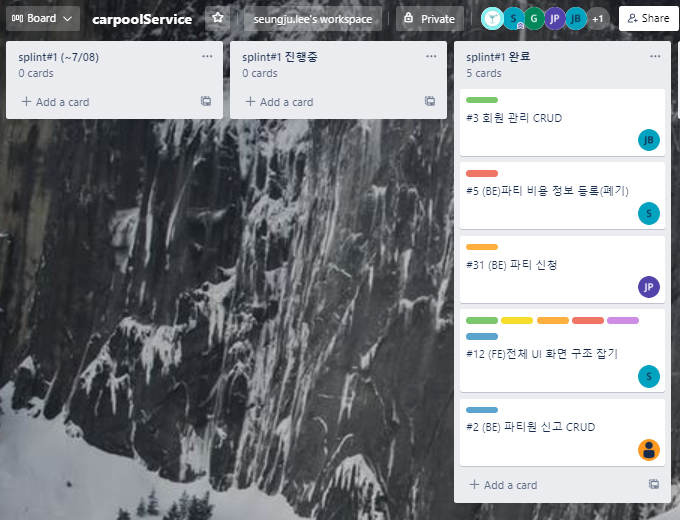 Board
carpoolService
seungju.lee's workspace
Private
S
G
JP
JB
+1
Share
splint#1 (~7/08)
0 cards
+ Add a card
splint#1 진행중
0 cards
+ Add a card
splint#1 완료
5 cards
#3 회원 관리 CRUD
JB
#5 (BE)파티 비용 정보 등록(폐기)
S
#31 (BE) 파티 신청
JP
#12 (FE)전체 UI 화면 구조 잡기
S
#2 (BE) 파티원 신고 CRUD
+ Add a card